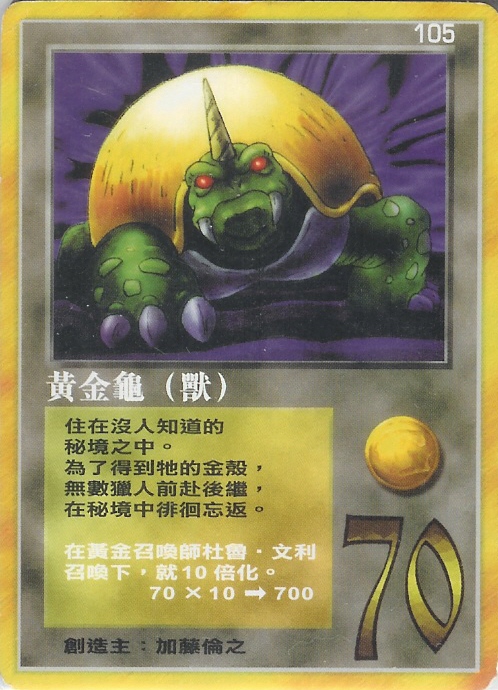 105
黃金龜（獸）
住在沒人知道的
秘境之中。
為了得到牠的金殼，
無數獵人前赴後繼，
在秘境中徘徊忘返。
在黃金召喚師杜魯·文利
召喚下，就10倍化。
70 × 10 ➡ 700
70
創造主：加藤倫之